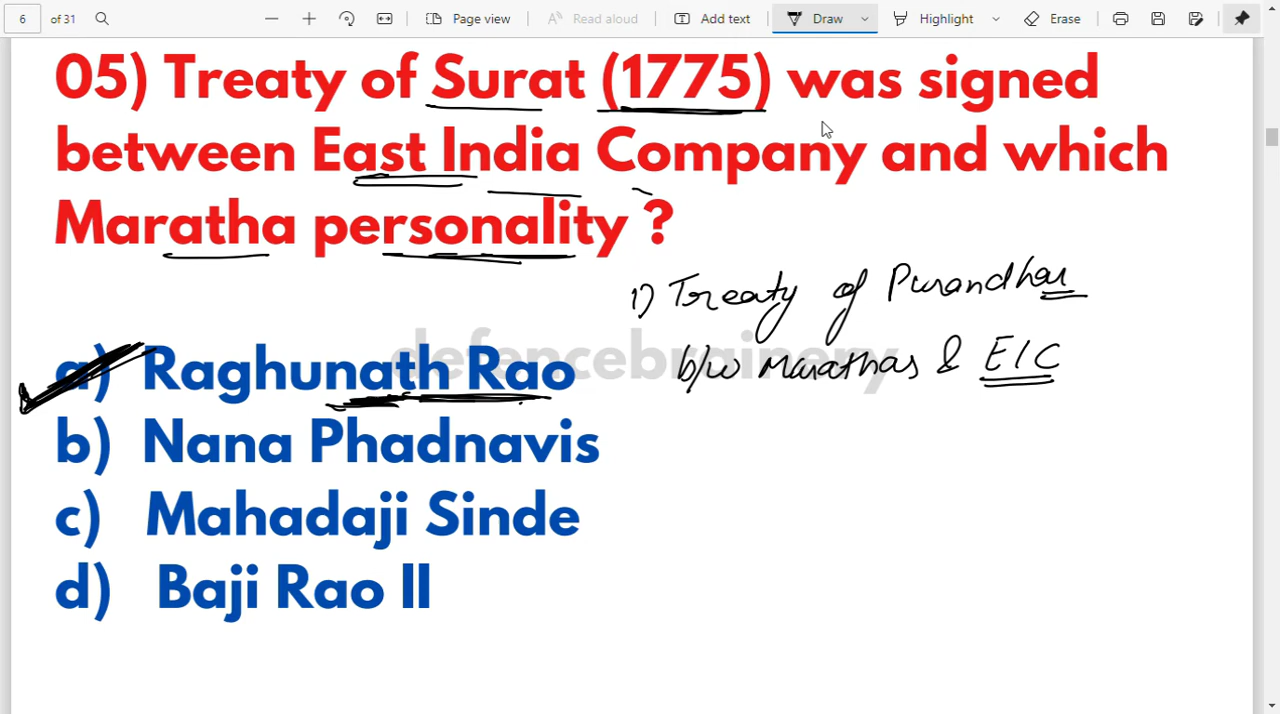 6 of 31 Page view Read aloud Add text Draw Highlight Erase
05) Treaty of Surat (1775) was signed
between East India Company and which
Maratha personality ?
1) Treaty of Purandhar
b/w Marathas & EIC
defencebrainery
a) Raghunath Rao
b) Nana Phadnavis
c) Mahadaji Sinde
d) Baji Rao II